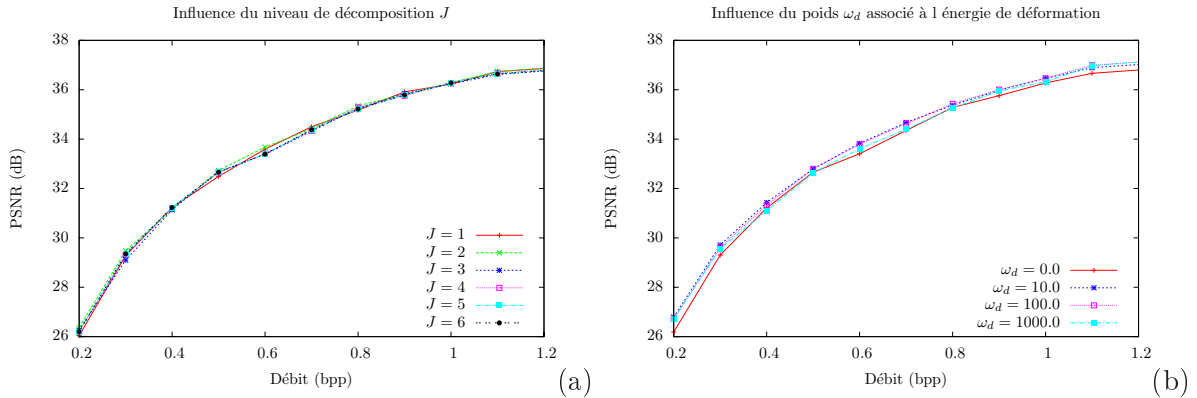 Influence du niveau de décomposition J
38
36
34
32
30
28
26
PSNR (dB)
0.2 0.4 0.6 0.8 1 1.2
Débit (bpp)
J = 1
J = 2
J = 3
J = 4
J = 5
J = 6
(a)
Influence du poids ω_d associé à l énergie de déformation
38
36
34
32
30
28
26
PSNR (dB)
0.2 0.4 0.6 0.8 1 1.2
Débit (bpp)
ω_d = 0.0
ω_d = 10.0
ω_d = 100.0
ω_d = 1000.0
(b)